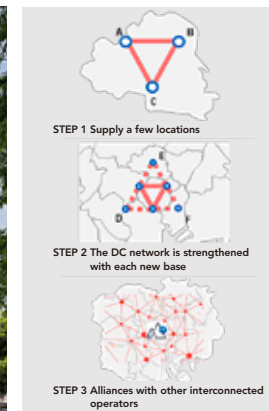 A
B
C
STEP 1 Supply a few locations
E
D
F
STEP 2 The DC network is strengthened
with each new base
STEP 3 Alliances with other interconnected
operators